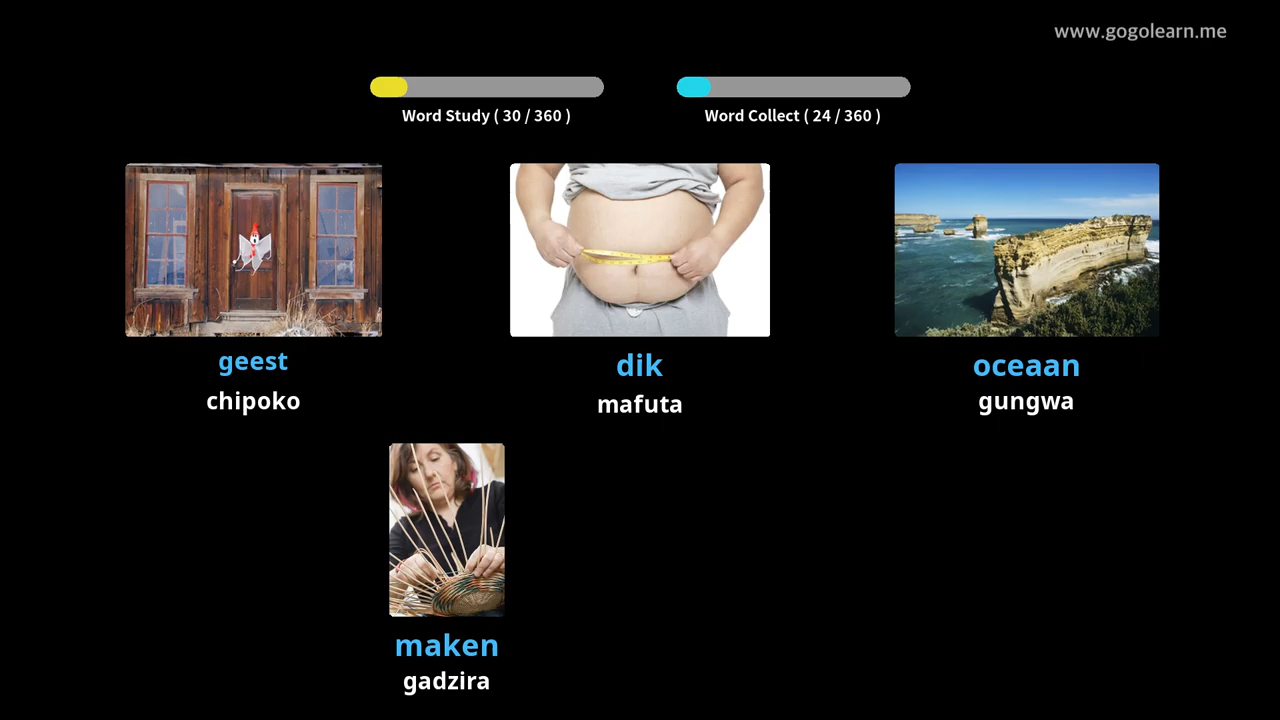 www.gogolearn.me
Word Study ( 30 / 360 )
Word Collect ( 24 / 360 )
geest
chipoko
dik
mafuta
oceaan
gungwa
maken
gadzira